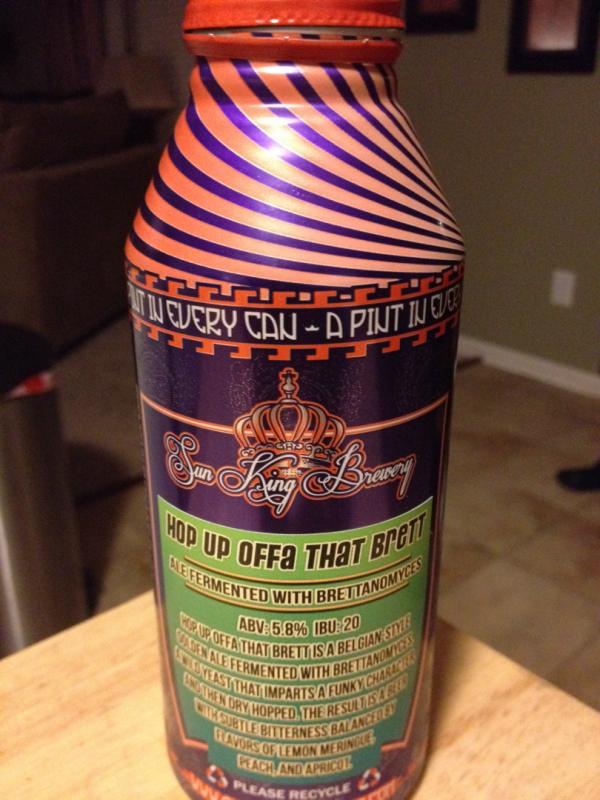 PINT IN EVERY CAN - A PINT IN EVERY
Sun King Brewery
HOP UP OFFA THAT BRETT
ALE FERMENTED WITH BRETTANOMYCES
ABV: 5.8% IBU: 20
HOP UP OFFA THAT BRETT IS A BELGIAN-STYLE
GOLDEN ALE FERMENTED WITH BRETTANOMYCES,
A WILD YEAST THAT IMPARTS A FUNKY CHARACTER
AND THEN DRY HOPPED. THE RESULT IS A BEER
WITH SUBTLE BITTERNESS BALANCED BY
FLAVORS OF LEMON MERINGUE,
PEACH, AND APRICOT.
PLEASE RECYCLE